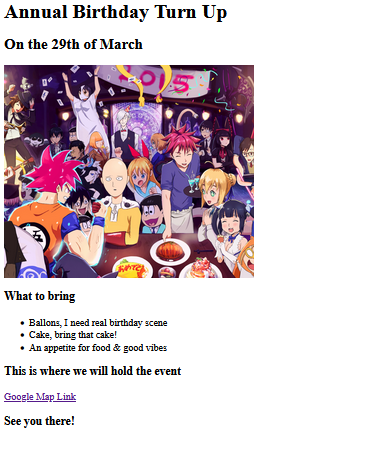 Annual Birthday Turn Up
On the 29th of March
2015
What to bring
Ballons, I need real birthday scene
Cake, bring that cake!
An appetite for food & good vibes
This is where we will hold the event
Google Map Link
See you there!